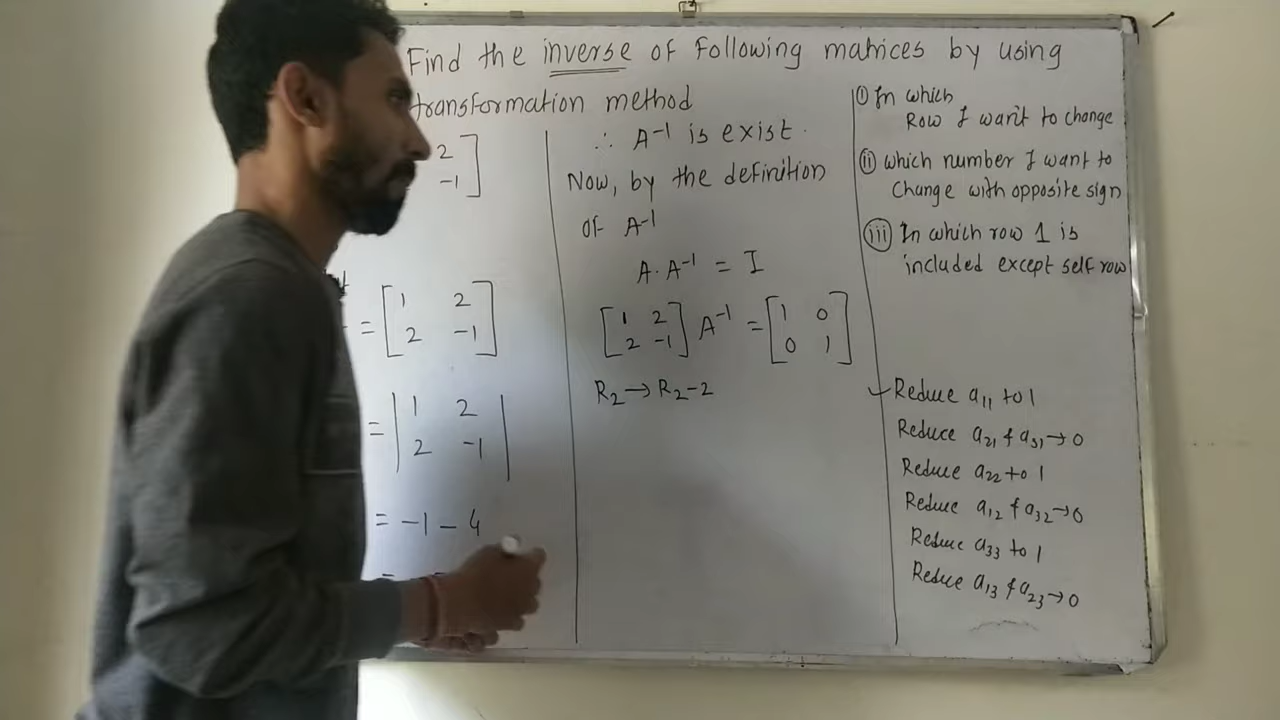 Find the inverse of following matrices by using
transformation method
2
-1
= [ 1 2
2 -1 ]
= | 1 2
2 -1 |
= -1 - 4
=
∴ A⁻¹ is exist.
Now, by the definition
of A⁻¹
A·A⁻¹ = I
[ 1 2
2 -1 ] A⁻¹ = [ 1 0
0 1 ]
R₂→R₂-2
① In which
Row I want to change
ⓘⓘ which number I want to
change with opposite sign
ⓘⓘⓘ In which row 1 is
included except self row
✓ Reduce a₁₁ to 1
Reduce a₂₁ & a₃₁→0
Reduce a₂₂ to 1
Reduce a₁₂ & a₃₂→0
Reduce a₃₃ to 1
Reduce a₁₃ & a₂₃→0